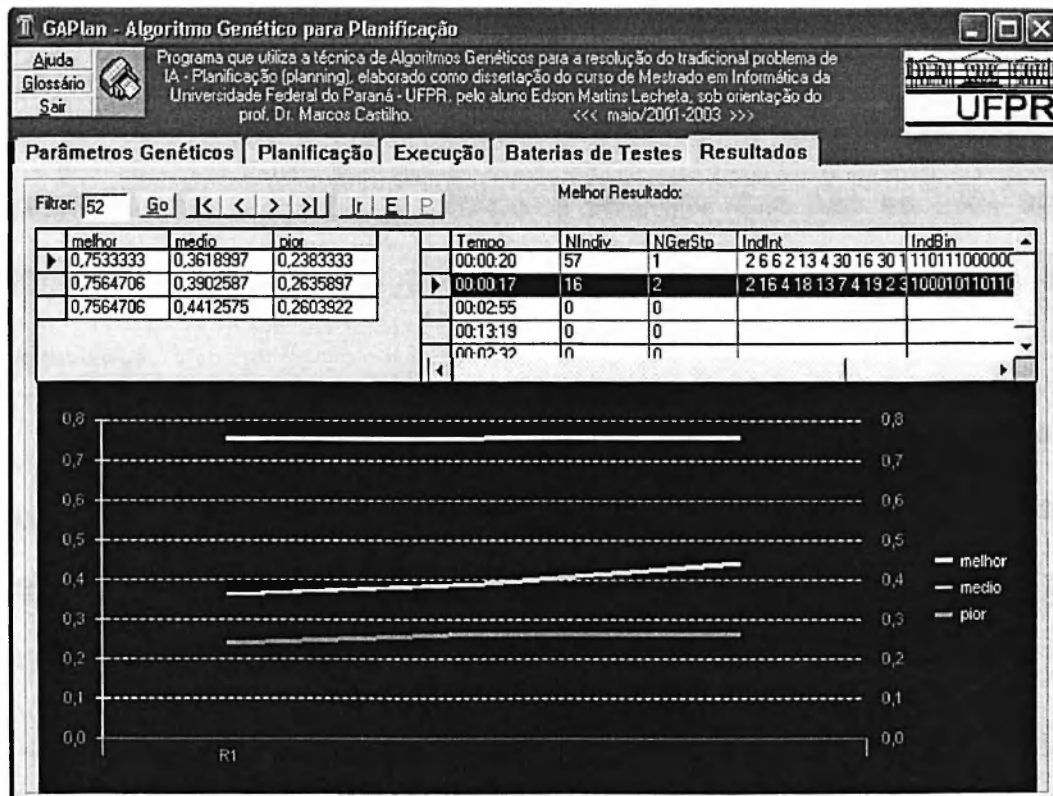 GAPlan - Algoritmo Genético para Planificação
Ajuda
Glossário
Sair
Programa que utiliza a técnica de Algoritmos Genéticos para a resolução do tradicional problema de
IA - Planificação (planning), elaborado como dissertação do curso de Mestrado em Informática da
Universidade Federal do Paraná - UFPR, pelo aluno Edson Martins Lecheta, sob orientação do
prof. Dr. Marcos Castilho. <<< maio/2001-2003 >>>
UFPR
Parâmetros Genéticos Planificação Execução Baterias de Testes Resultados
Filtrar: 52 Go |< < > >| Ir E P
Melhor Resultado:
melhor medio pior
0,7533333 0,3618997 0,2383333
0,7564706 0,3902587 0,2635897
0,7564706 0,4412575 0,2603922
Tempo NIndiv NGerStp IndInt IndBin
00:00:20 57 1 2 6 6 2 13 4 30 16 30 1 110111000000
00:00:17 16 2 2 16 4 18 13 7 4 19 2 3 100010110110
00:02:55 0 0
00:13:19 0 0
00:02:32 0 0
0,8 0,8
0,7 0,7
0,6 0,6
0,5 0,5
0,4 0,4
0,3 0,3
0,2 0,2
0,1 0,1
0,0 0,0
R1
melhor
medio
pior